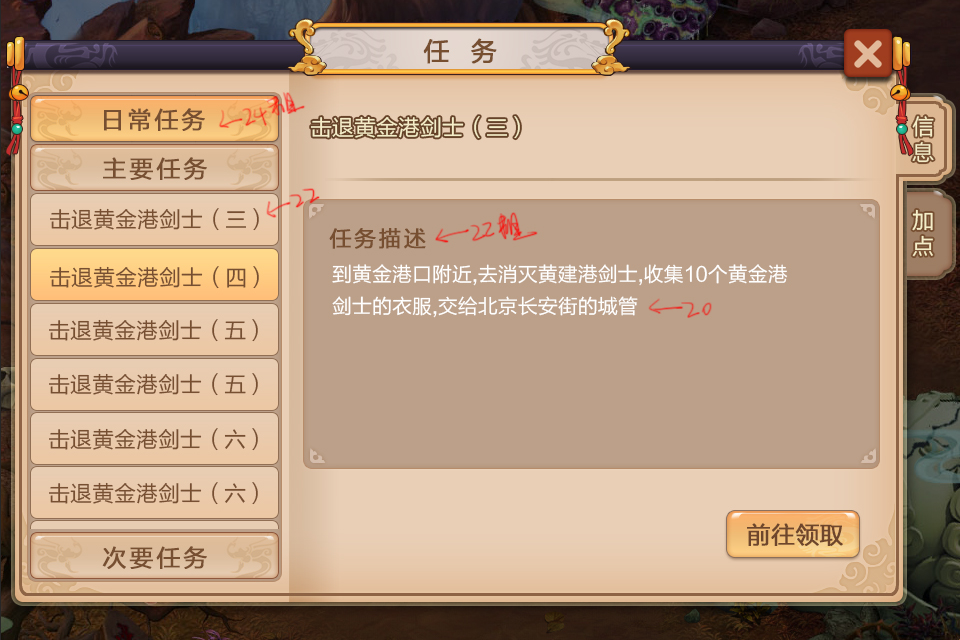 任务
日常任务 ←24粗
主要任务
击退黄金港剑士（三） ←22
击退黄金港剑士（四）
击退黄金港剑士（五）
击退黄金港剑士（五）
击退黄金港剑士（六）
击退黄金港剑士（六）
次要任务
击退黄金港剑士（三）
任务描述 ←22粗
到黄金港口附近,去消灭黄建港剑士,收集10个黄金港
剑士的衣服,交给北京长安街的城管 ←20
前往领取
信息
加点